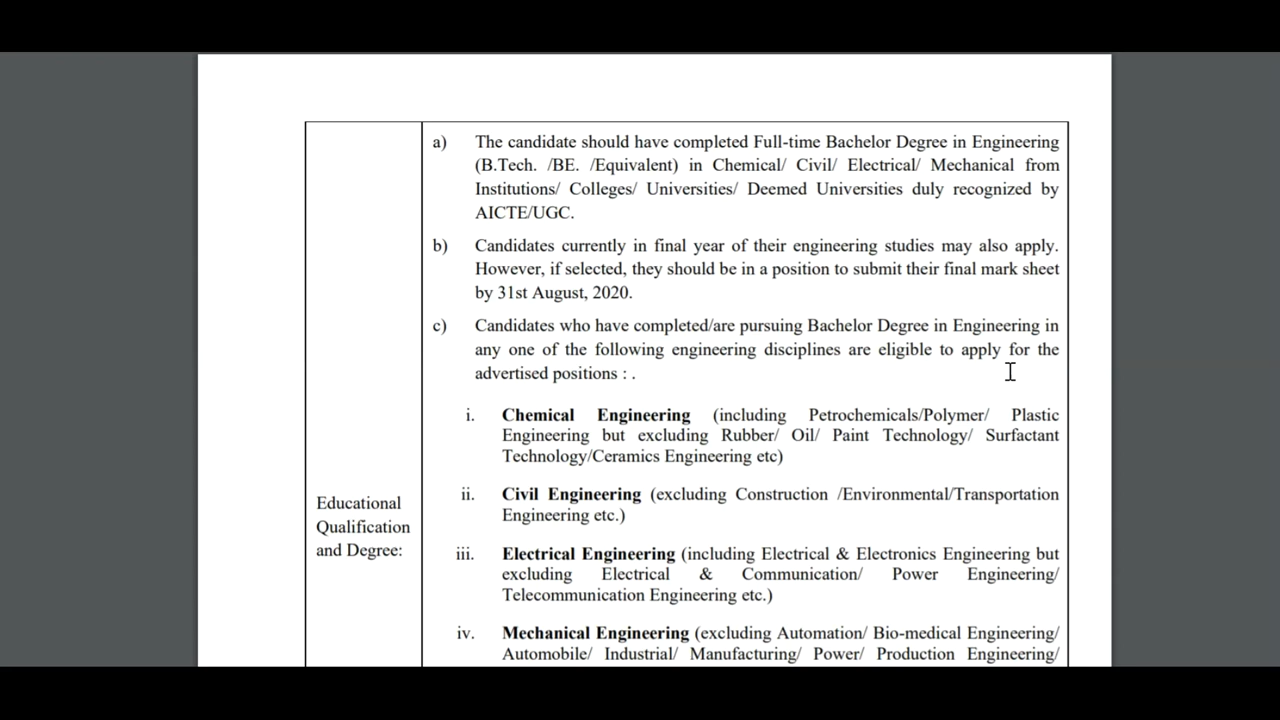 a) The candidate should have completed Full-time Bachelor Degree in Engineering
(B.Tech. /BE. /Equivalent) in Chemical/ Civil/ Electrical/ Mechanical from
Institutions/ Colleges/ Universities/ Deemed Universities duly recognized by
AICTE/UGC.
b) Candidates currently in final year of their engineering studies may also apply.
However, if selected, they should be in a position to submit their final mark sheet
by 31st August, 2020.
c) Candidates who have completed/are pursuing Bachelor Degree in Engineering in
any one of the following engineering disciplines are eligible to apply for the
advertised positions : .
i. Chemical Engineering (including Petrochemicals/Polymer/ Plastic
Engineering but excluding Rubber/ Oil/ Paint Technology/ Surfactant
Technology/Ceramics Engineering etc)
ii. Civil Engineering (excluding Construction /Environmental/Transportation
Engineering etc.)
Educational
Qualification
and Degree:
iii. Electrical Engineering (including Electrical & Electronics Engineering but
excluding Electrical & Communication/ Power Engineering/
Telecommunication Engineering etc.)
iv. Mechanical Engineering (excluding Automation/ Bio-medical Engineering/
Automobile/ Industrial/ Manufacturing/ Power/ Production Engineering/